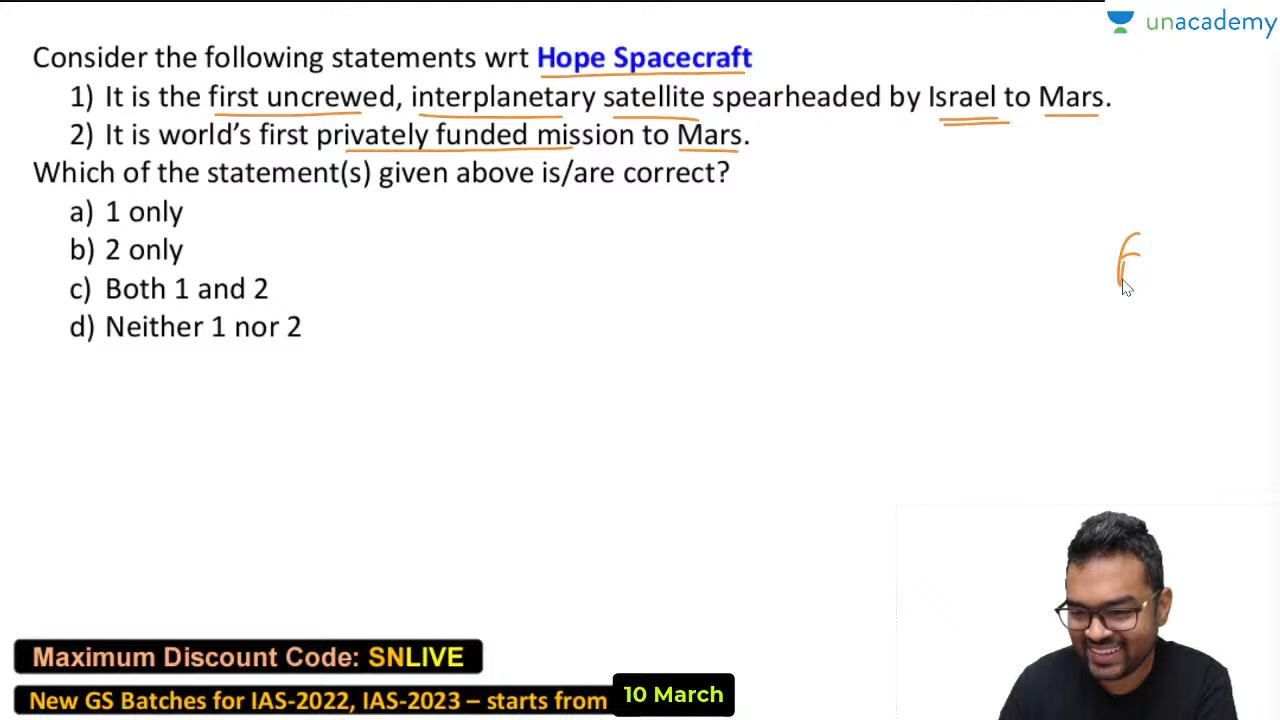 unacademy
Consider the following statements wrt Hope Spacecraft
1) It is the first uncrewed, interplanetary satellite spearheaded by Israel to Mars.
2) It is world's first privately funded mission to Mars.
Which of the statement(s) given above is/are correct?
a) 1 only
b) 2 only
c) Both 1 and 2
d) Neither 1 nor 2
Maximum Discount Code: SNLIVE
New GS Batches for IAS-2022, IAS-2023 – starts from 10 March